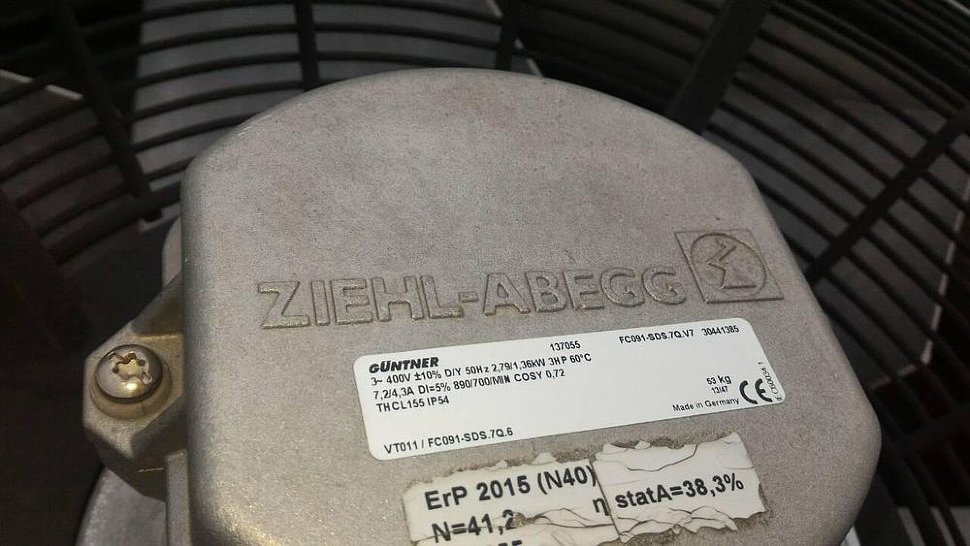 ZIEHL-ABEGG
GÜNTNER 137055 FC091-SDS.7Q.V7 30441385
3~ 400V ±10% D/Y 50Hz 2,79/1,36kW 3HP 60°C
7,2/4,3A DI=5% 890/700/MIN COSY 0,72
THCL155 IP54
53 kg
13/47
Made in Germany CE
VT011 / FC091-SDS.7Q.6
ErP 2015 (N40)
N=41,2 η statA=38,3%